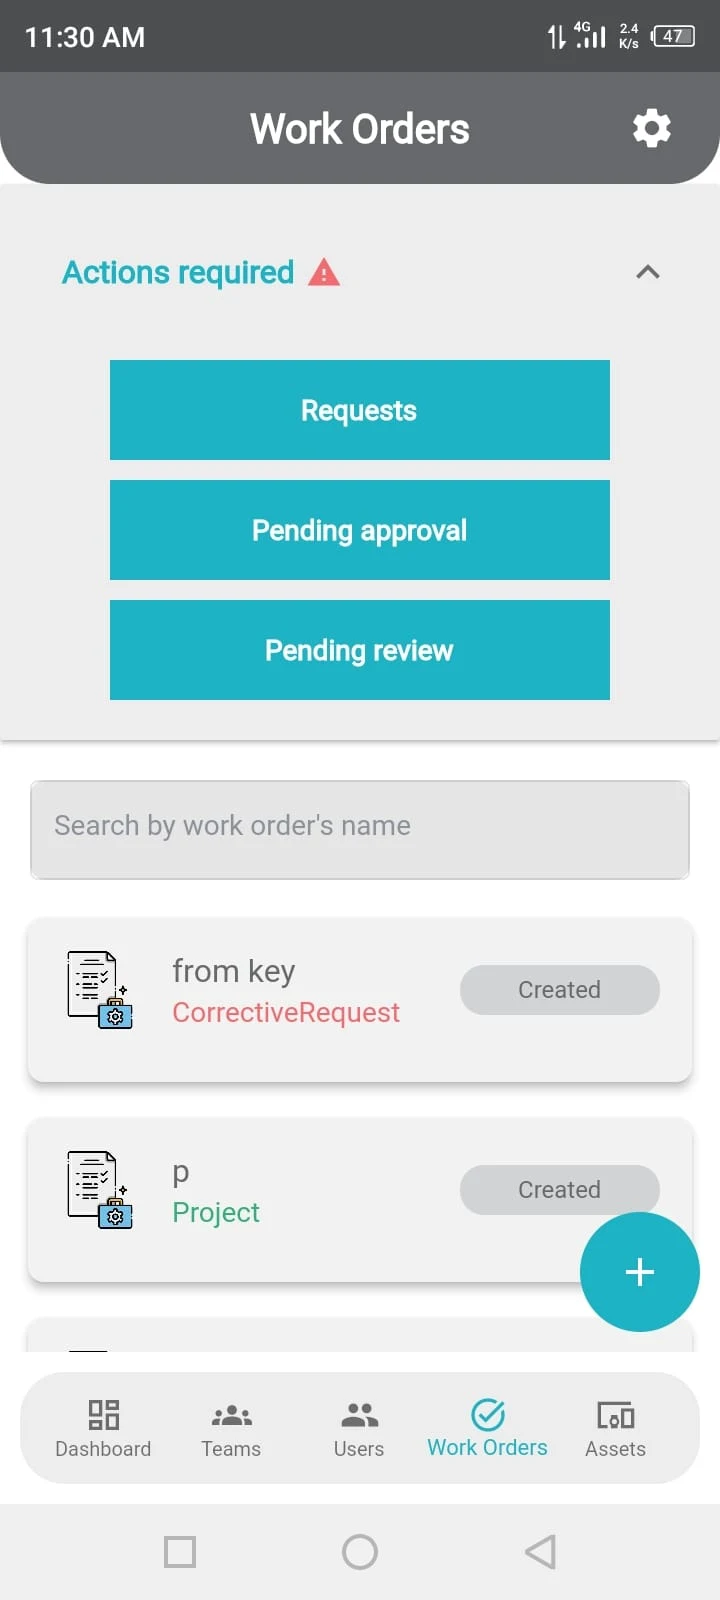 11:30 AM
4G 2.4 K/s 47
Work Orders
Actions required
Requests
Pending approval
Pending review
Search by work order's name
from key
CorrectiveRequest
Created
p
Project
Created
Dashboard Teams Users Work Orders Assets